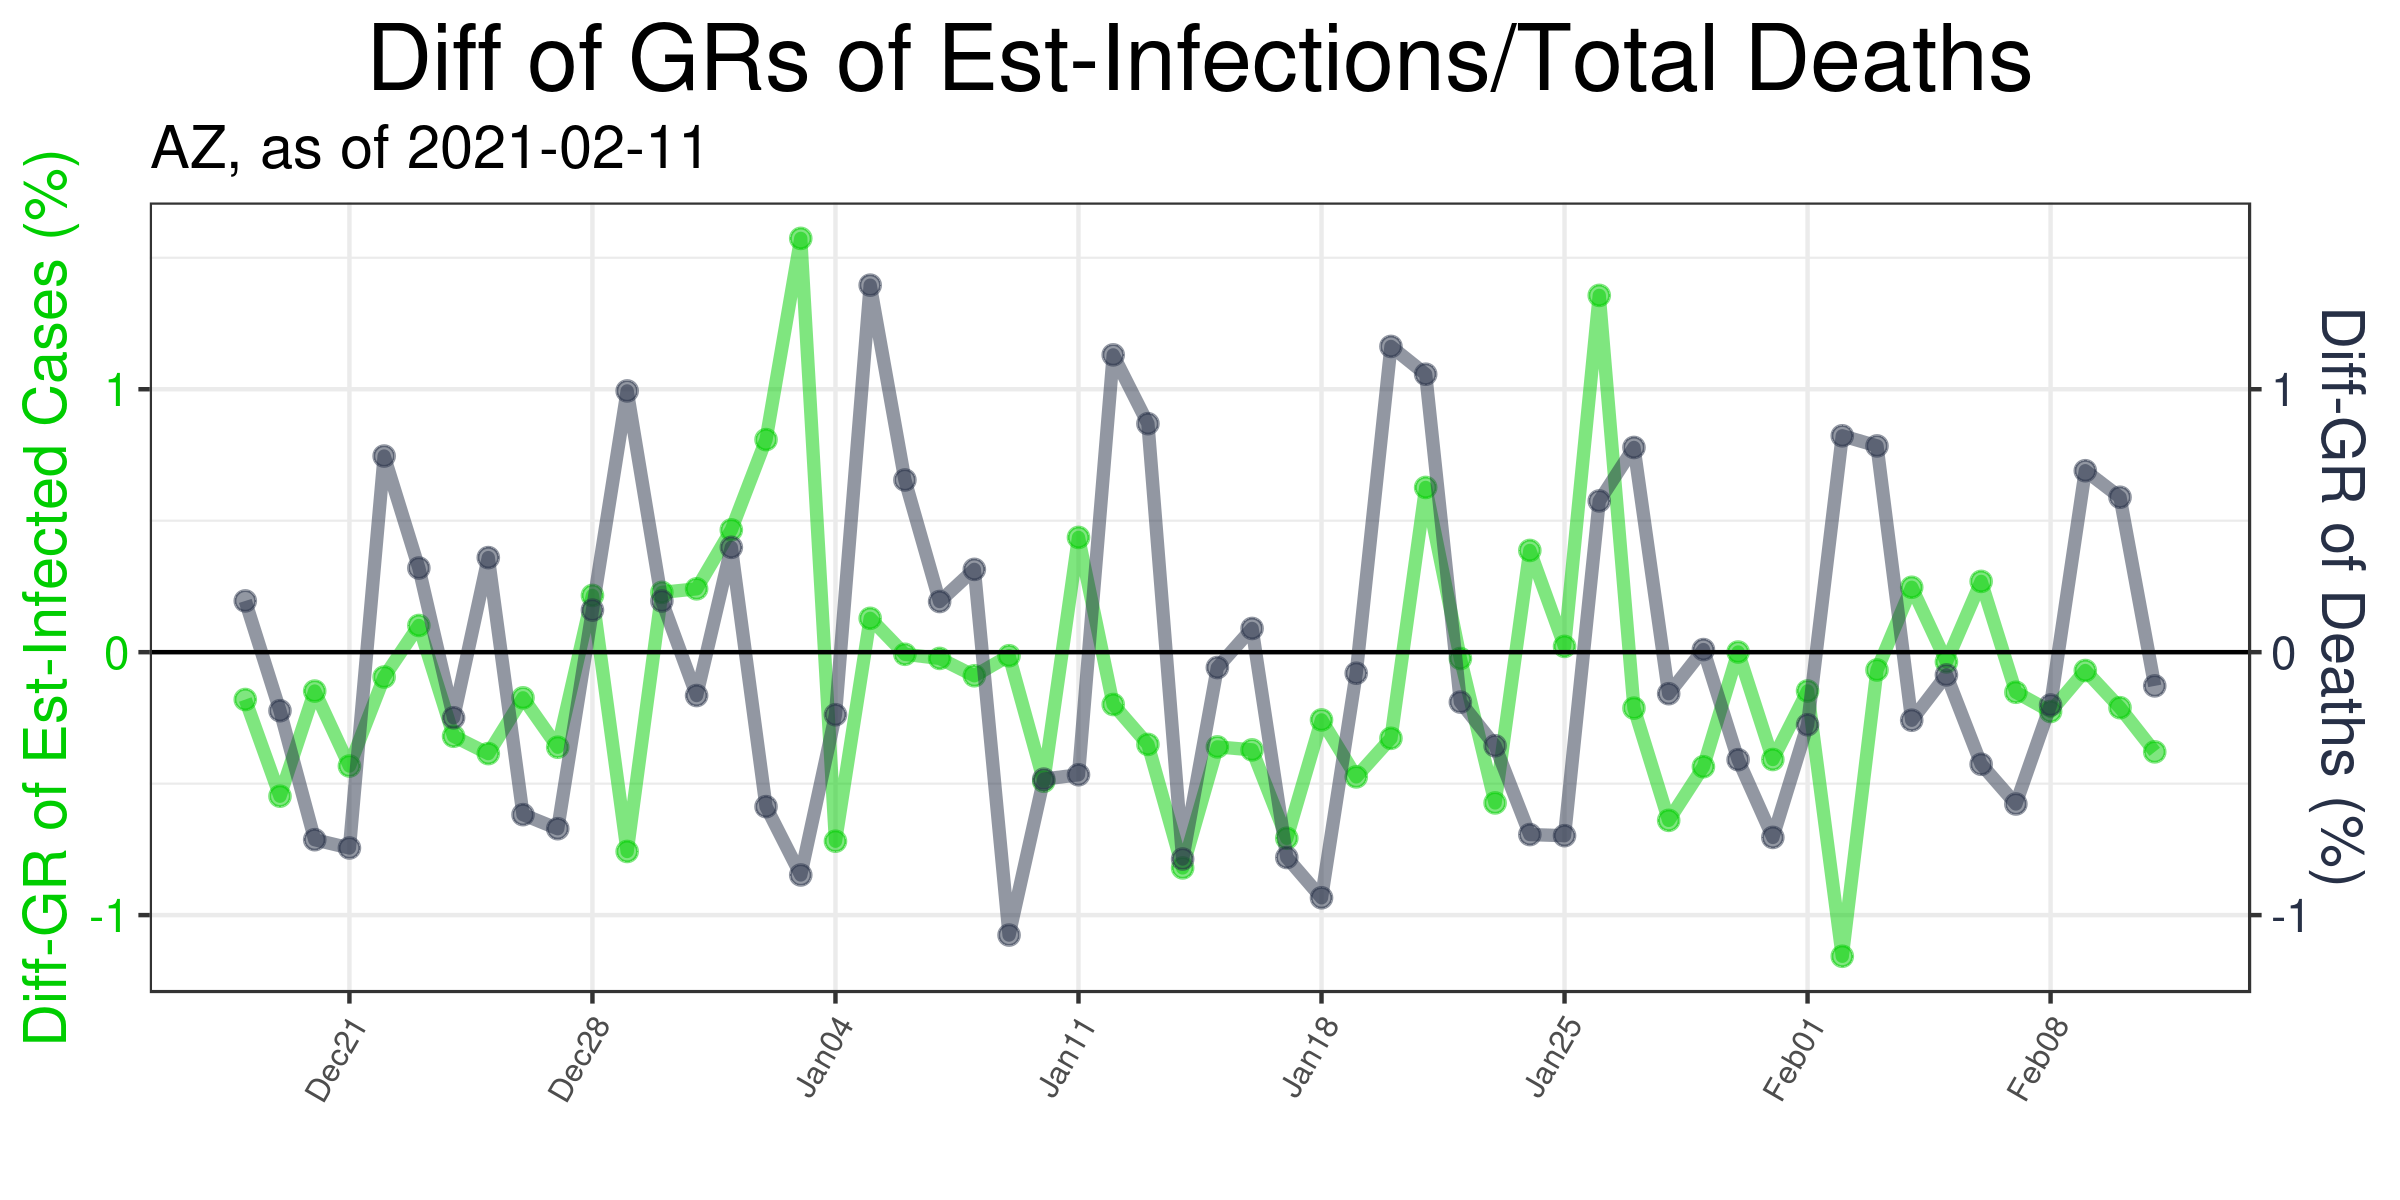 Diff of GRs of Est-Infections/Total Deaths
AZ, as of 2021-02-11
Diff-GR of Est-Infected Cases (%)
1
0
-1
1
0
-1
Diff-GR of Deaths (%)
Dec21
Dec28
Jan04
Jan11
Jan18
Jan25
Feb01
Feb08